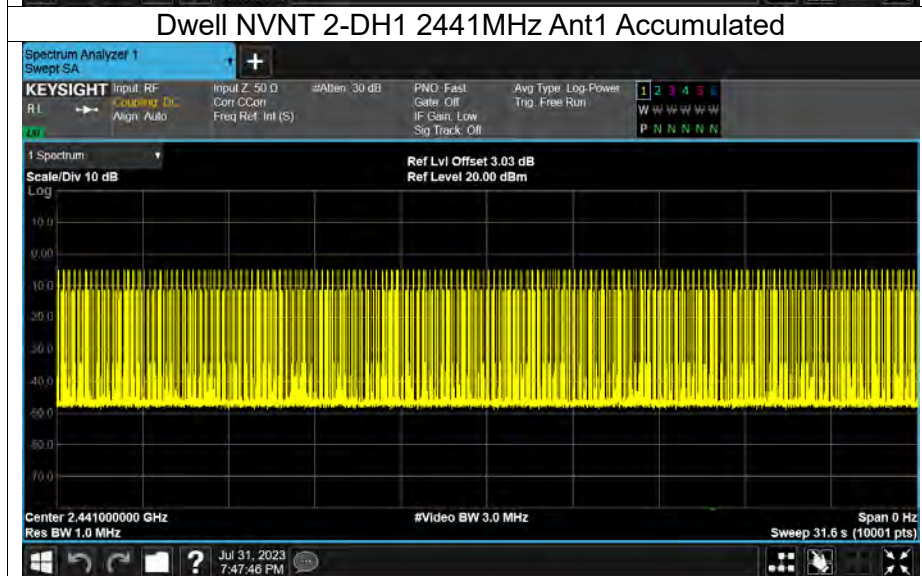 Dwell NVNT 2-DH1 2441MHz Ant1 Accumulated
Spectrum Analyzer 1
Swept SA
+
KEYSIGHT Input: RF Input Z: 50 Ω #Atten: 30 dB PNO: Fast Avg Type: Log-Power 1 2 3 4 5 6
RL Coupling: DC Corr CCorr Gate: Off Trig: Free Run W W W W W W
Align: Auto Freq Ref: Int (S) IF Gain: Low
Sig Track: Off P N N N N N
1 Spectrum Ref Lvl Offset 3.03 dB
Scale/Div 10 dB Ref Level 20.00 dBm
Log
10.0
0.00
-10.0
-20.0
-30.0
-40.0
-50.0
-60.0
-70.0
Center 2.441000000 GHz #Video BW 3.0 MHz Span 0 Hz
Res BW 1.0 MHz Sweep 31.6 s (10001 pts)
? Jul 31, 2023
7:47:46 PM